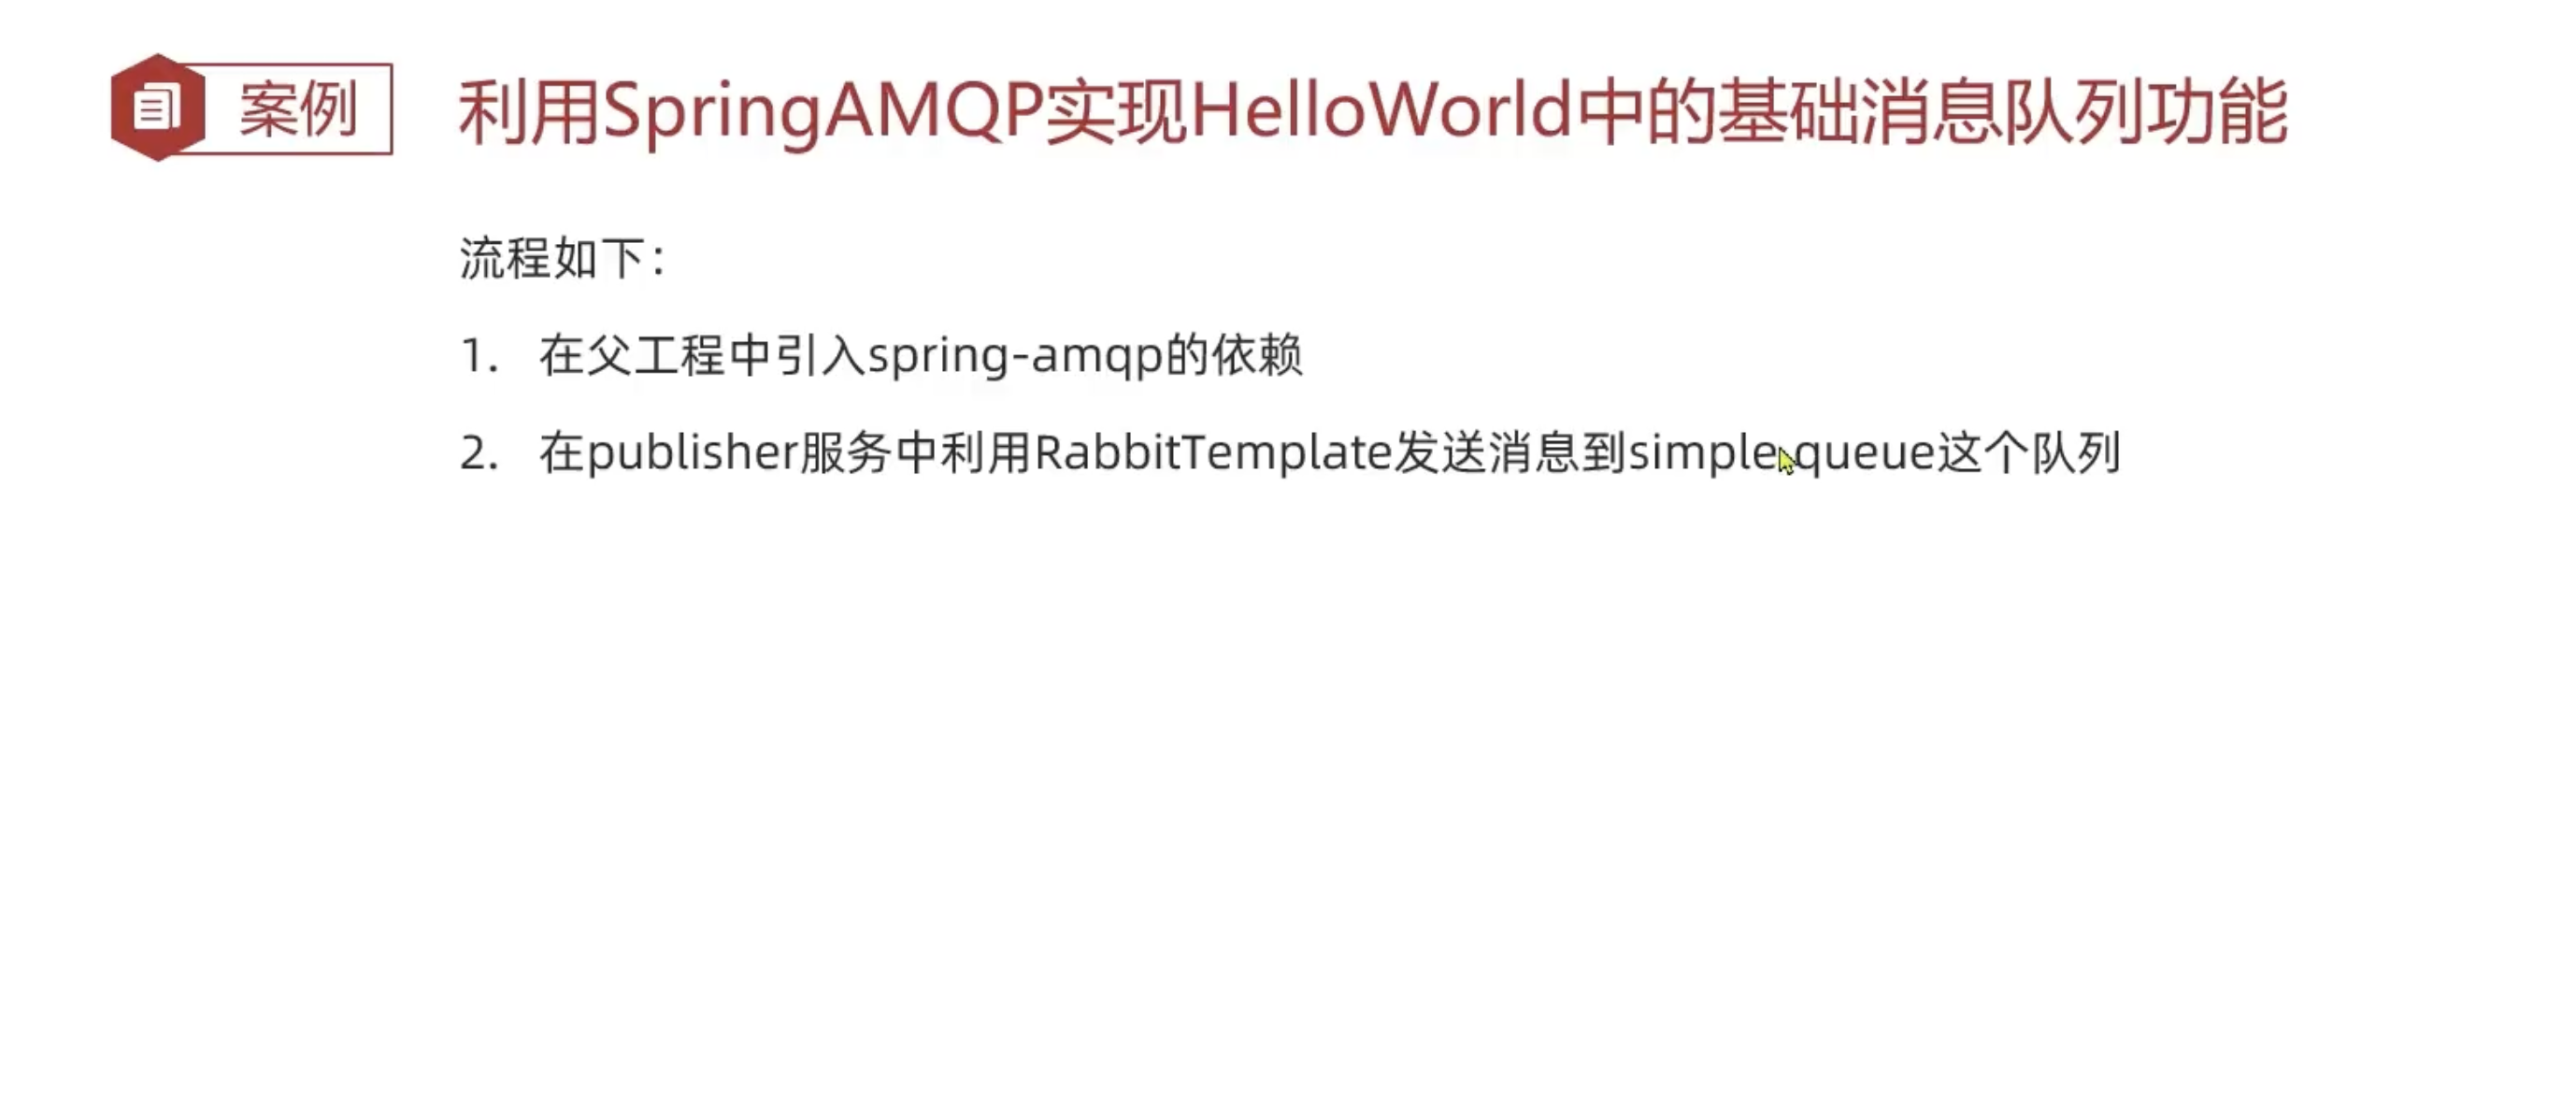 案例
利用SpringAMQP实现HelloWorld中的基础消息队列功能
流程如下：
1. 在父工程中引入spring-amqp的依赖
2. 在publisher服务中利用RabbitTemplate发送消息到simple.queue这个队列